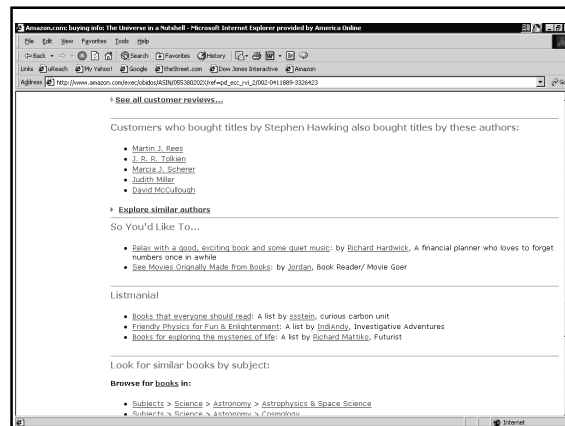 Amazon.com: buying info: The Universe in a Nutshell - Microsoft Internet Explorer provided by America Online
File Edit View Favorites Tools Help
Back Search Favorites History
Links uReach My Yahoo! Google theStreet.com Dow Jones Interactive Amazon
Address http://www.amazon.com/exec/obidos/ASIN/055380202X/ref=pd_ecc_rvi_2/002-0411889-3326423
See all customer reviews...
Customers who bought titles by Stephen Hawking also bought titles by these authors:
• Martin J. Rees
• J. R. R. Tolkien
• Marcia J. Scherer
• Judith Miller
• David McCullough
Explore similar authors
So You'd Like To...
• Relax with a good, exciting book and some quiet music: by Richard Hardwick, A financial planner who loves to forget
numbers once in awhile
• See Movies Orignally Made from Books: by Jordan, Book Reader/ Movie Goer
Listmania!
• Books that everyone should read: A list by ssstein, curious carbon unit
• Friendly Physics for Fun & Enlightenment: A list by IndiAndy, Investigative Adventures
• Books for exploring the mysteries of life: A list by Richard Mattiko, Futurist
Look for similar books by subject:
Browse for books in:
• Subjects > Science > Astronomy > Astrophysics & Space Science
• Subjects > Science > Astronomy > Cosmology
Internet